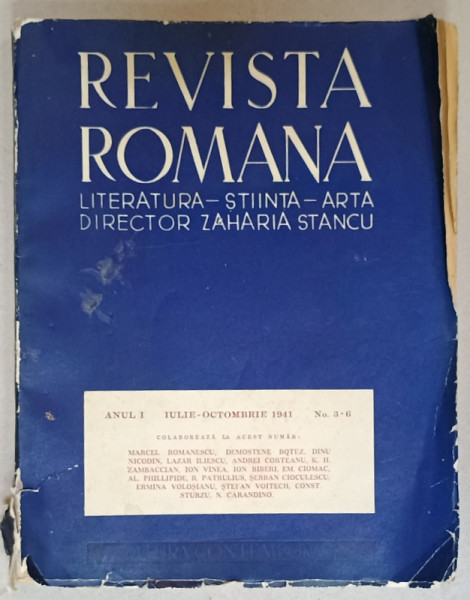 REVISTA
ROMANA
LITERATURA – ȘTIINTA – ARTA
DIRECTOR ZAHARIA STANCU
ANUL I IULIE-OCTOMBRIE 1941 No. 3-6
COLABOREAZĂ LA ACEST NUMĂR:
MARCEL ROMANESCU, DEMOSTENE BOTEZ, DINU
NICODIN, LAZAR ILIESCU, ANDREI CORTEANU, K. H.
ZAMBACCIAN, ION VINEA, ION BIBERI, EM. CIOMAC,
AL. PHILLIPIDE, B. PATRULIUS, ȘERBAN CIOCULESCU,
ERMINA VOLOȘIANU, ȘTEFAN VOITECH, CONST.
STURZU, N. CARANDINO.